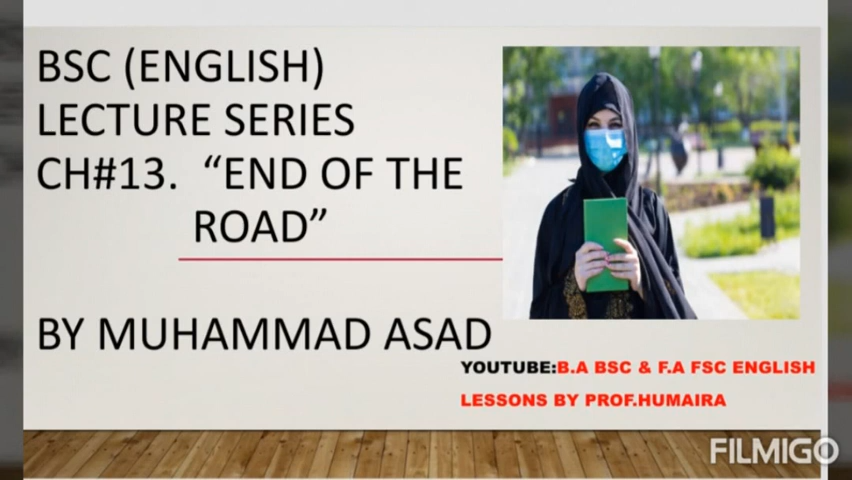 BSC (ENGLISH)
LECTURE SERIES
CH#13. “END OF THE
ROAD”
BY MUHAMMAD ASAD
YOUTUBE:B.A BSC & F.A FSC ENGLISH
LESSONS BY PROF.HUMAIRA
FILMIGO